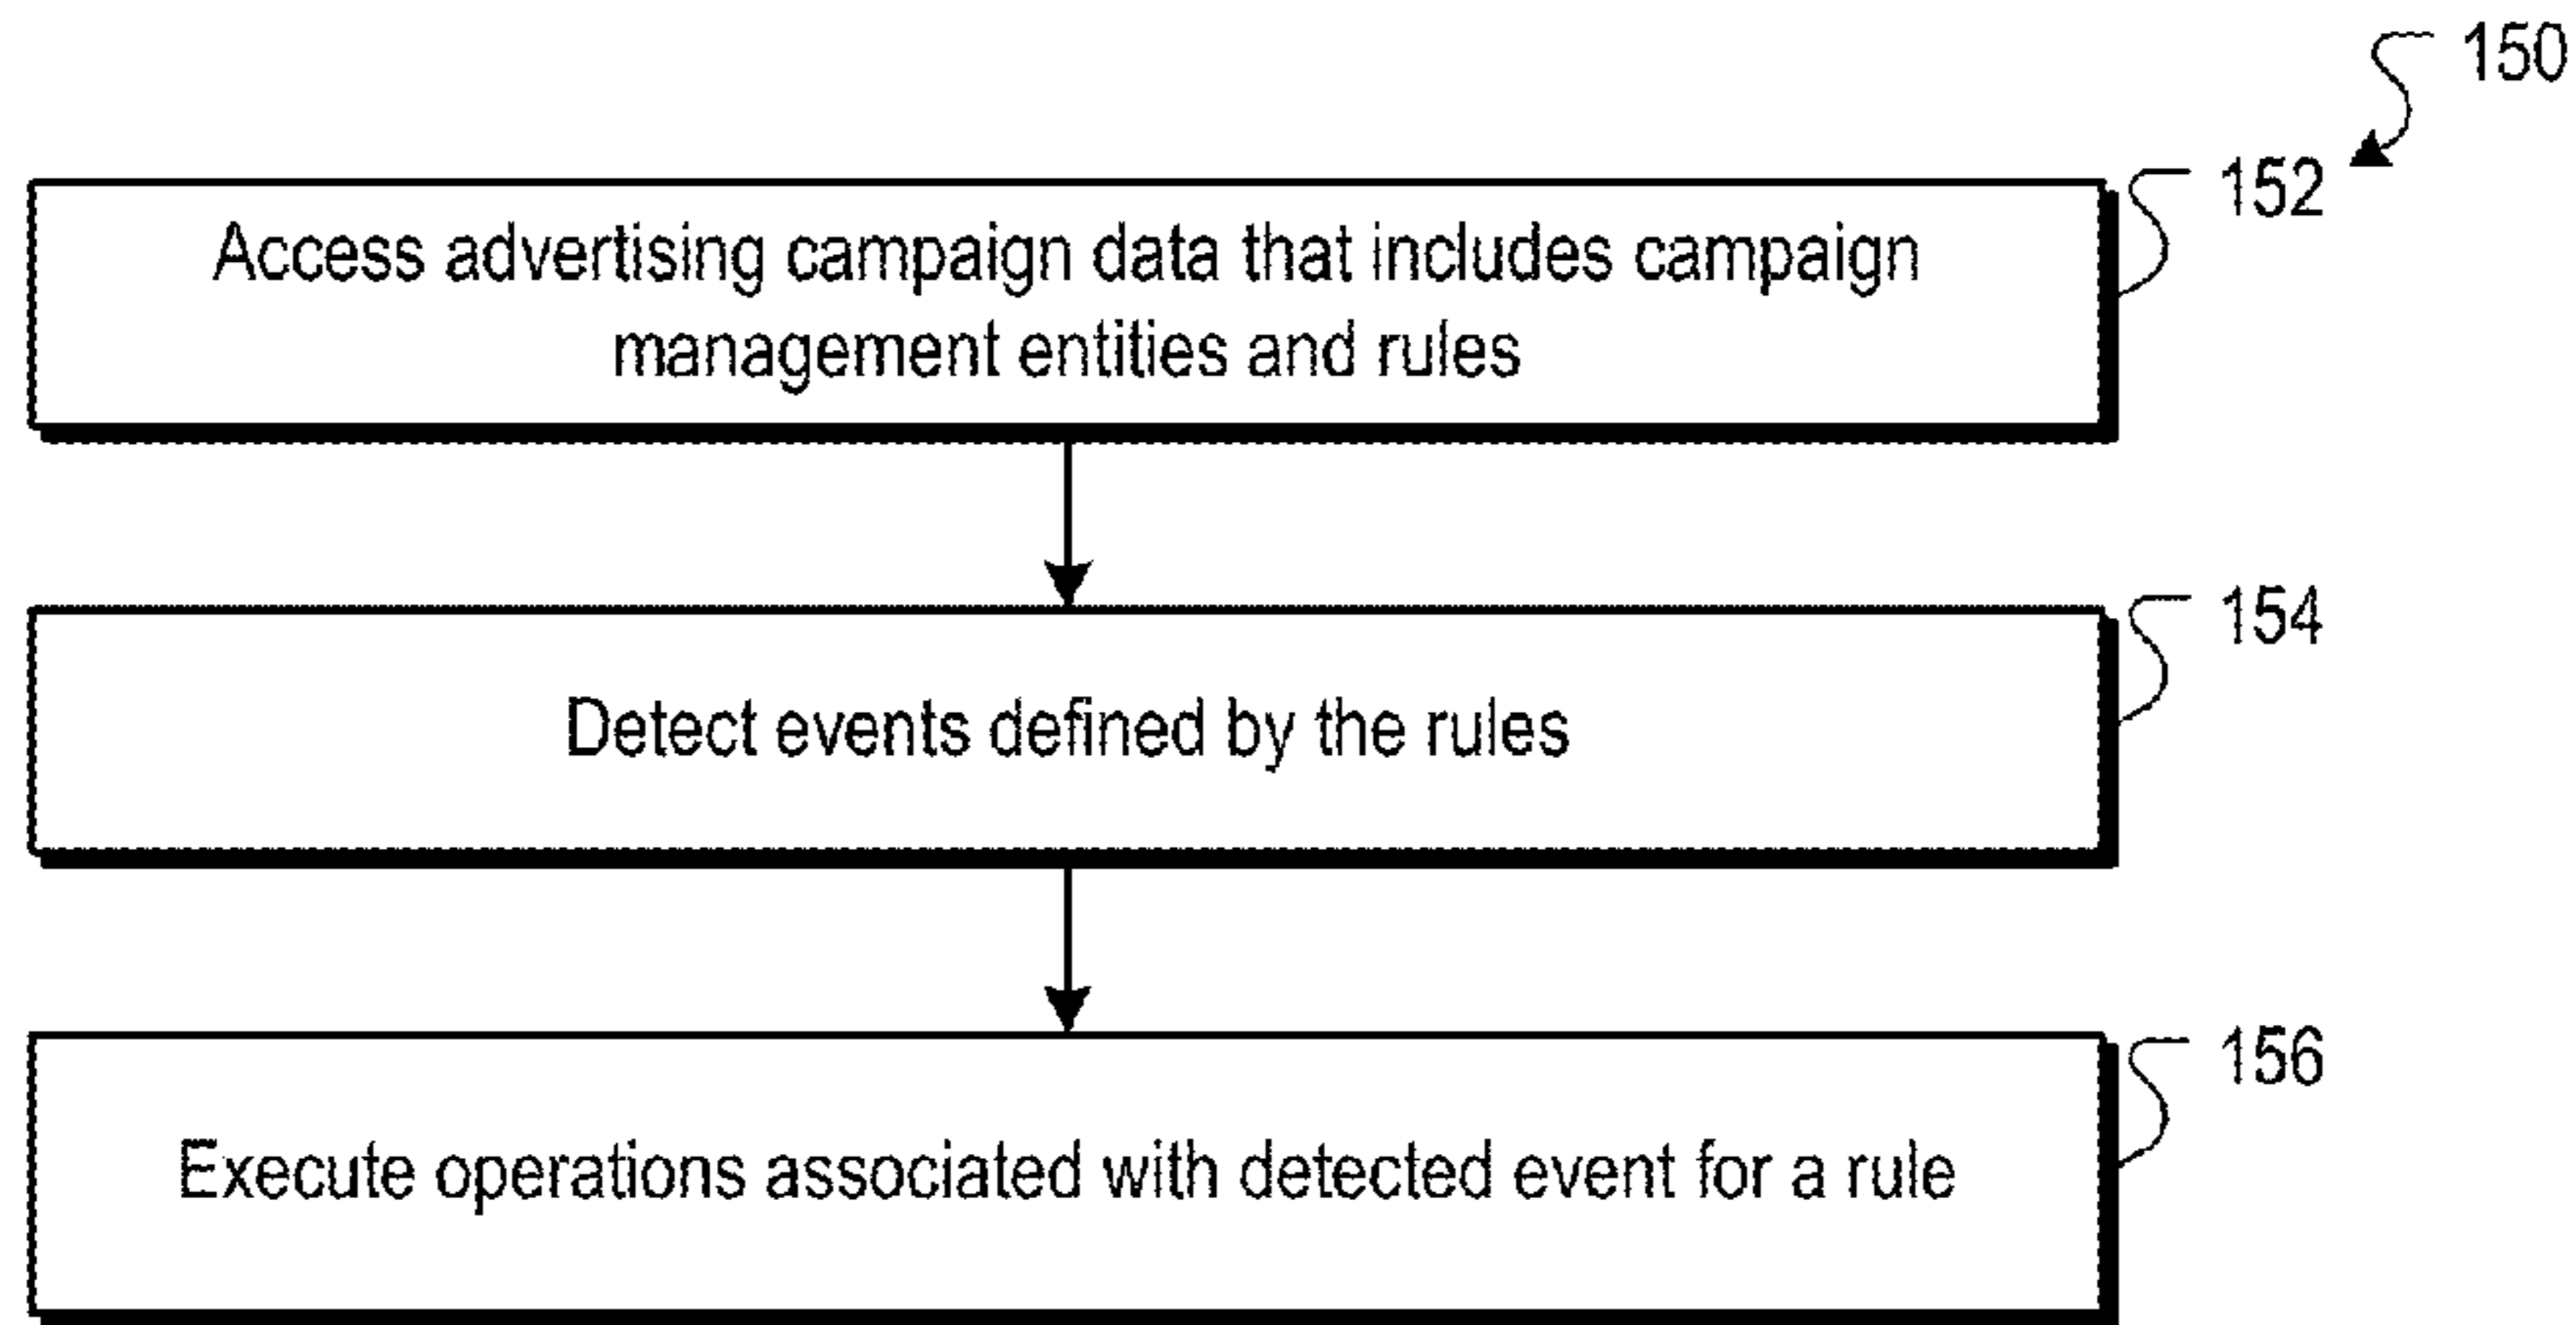 150
152
Access advertising campaign data that includes campaign
management entities and rules
154
Detect events defined by the rules
156
Execute operations associated with detected event for a rule